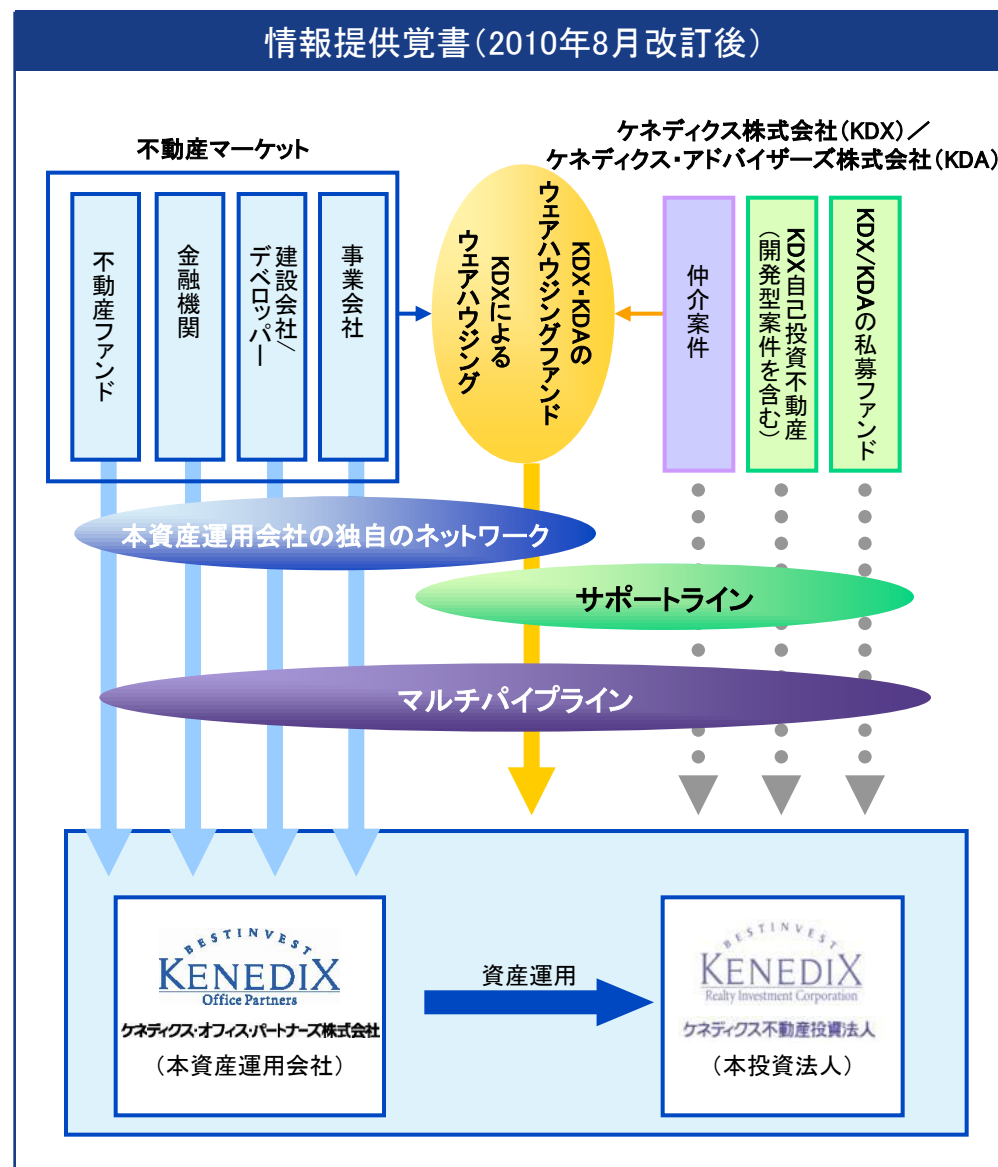 情報提供覚書(2010年8月改訂後)
不動産マーケット
ケネディクス株式会社(KDX)/
ケネディクス・アドバイザーズ株式会社(KDA)
不動産ファンド
金融機関
建設会社/
デベロッパー
事業会社
KDX・KDAの
ウェアハウジングファンド
KDXによる
ウェアハウジング
仲介案件
KDX自己投資不動産
(開発型案件を含む)
KDX/KDAの私募ファンド
本資産運用会社の独自のネットワーク
サポートライン
マルチパイプライン
BESTINVEST
KENEDIX
Office Partners
ケネディクス・オフィス・パートナーズ株式会社
(本資産運用会社)
資産運用
BESTINVEST
KENEDIX
Realty Investment Corporation
ケネディクス不動産投資法人
(本投資法人)